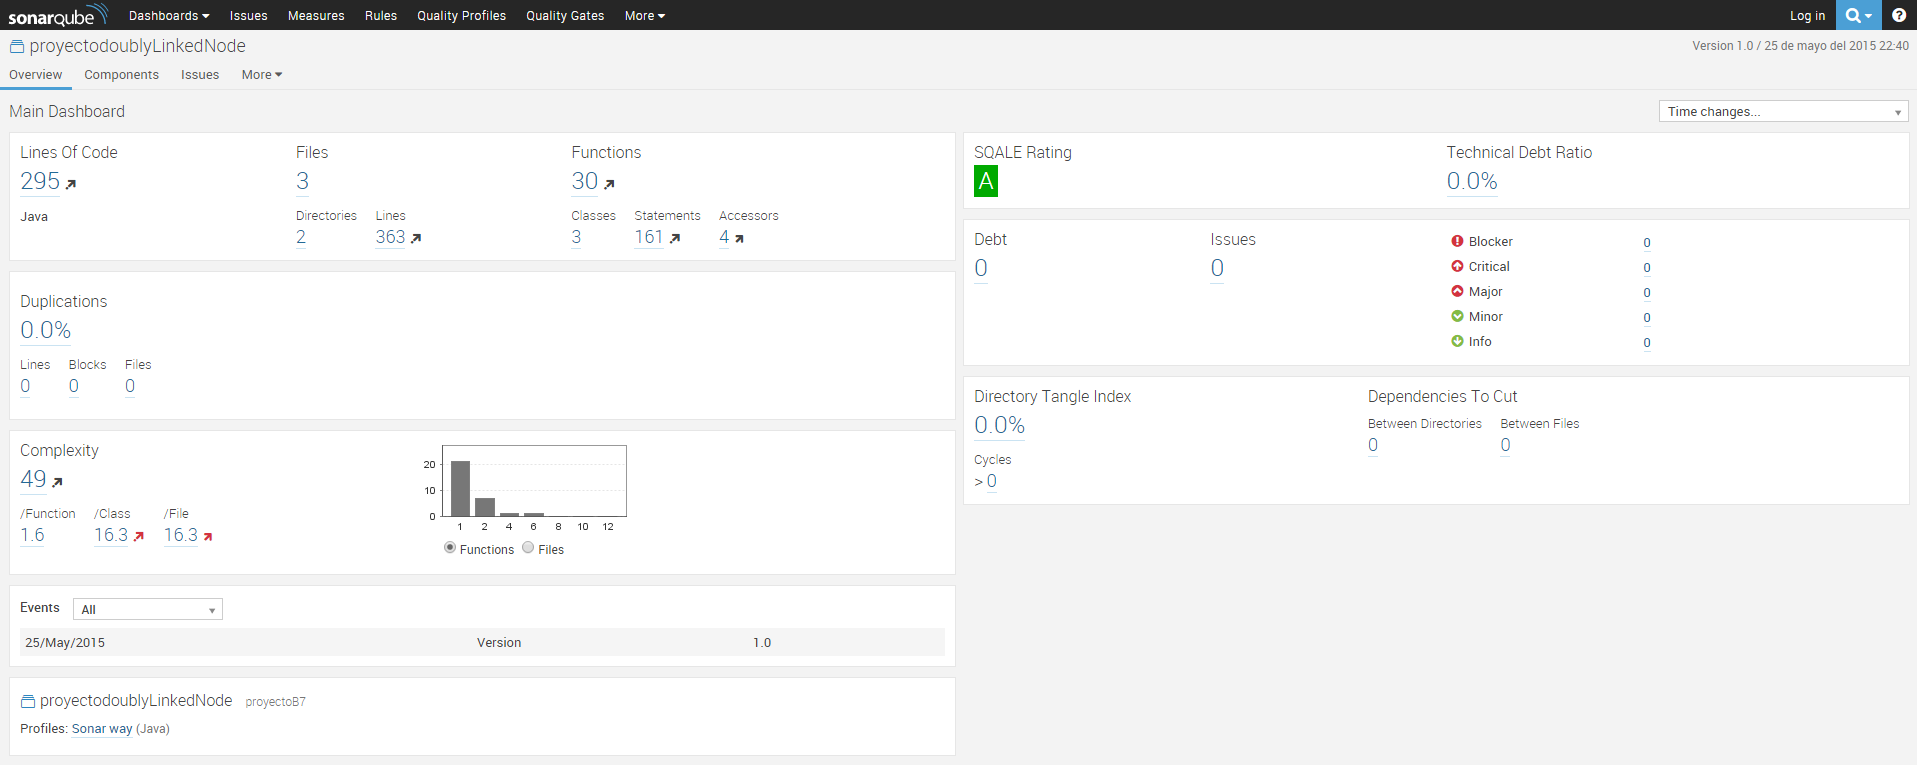 sonarqube Dashboards Issues Measures Rules Quality Profiles Quality Gates More Log in
proyectodoublyLinkedNode Version 1.0 / 25 de mayo del 2015 22:40
Overview Components Issues More
Main Dashboard Time changes...
Lines Of Code Files Functions
295 3 30
Java
Directories Lines Classes Statements Accessors
2 363 3 161 4
Duplications
0.0%
Lines Blocks Files
0 0 0
Complexity
49
/Function /Class /File
1.6 16.3 16.3
20
10
0
1 2 4 6 8 10 12
Functions Files
Events All
25/May/2015 Version 1.0
proyectodoublyLinkedNode proyectoB7
Profiles: Sonar way (Java)
SQALE Rating Technical Debt Ratio
A 0.0%
Debt Issues
0 0
Blocker 0
Critical 0
Major 0
Minor 0
Info 0
Directory Tangle Index Dependencies To Cut
0.0%
Between Directories Between Files
0 0
Cycles
> 0